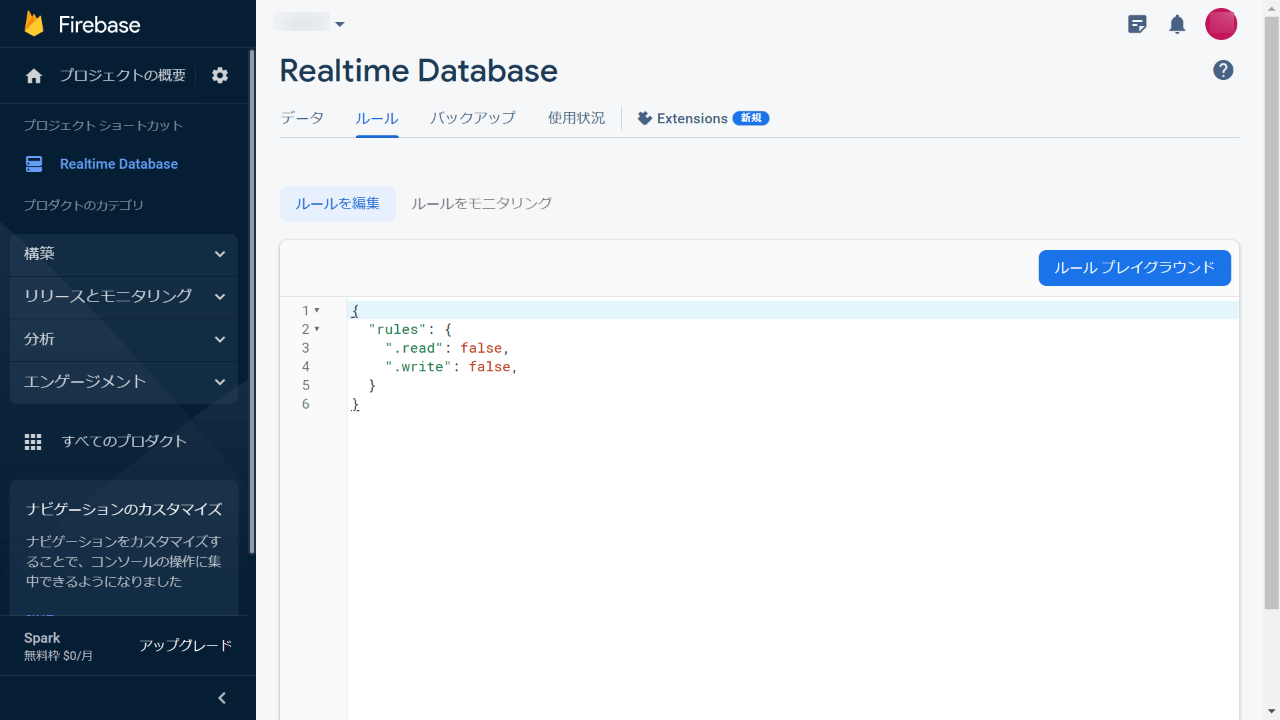 Firebase
プロジェクトの概要
プロジェクト ショートカット
Realtime Database
プロダクトのカテゴリ
構築
リリースとモニタリング
分析
エンゲージメント
すべてのプロダクト
ナビゲーションのカスタマイズ
ナビゲーションをカスタマイズす
ることで、コンソールの操作に集
中できるようになりました
Spark
無料枠 $0/月
アップグレード
Realtime Database
データ
ルール
バックアップ
使用状況
Extensions 新規
ルールを編集
ルールをモニタリング
ルール プレイグラウンド
1 {
2 "rules": {
3 ".read": false,
4 ".write": false,
5 }
6 }